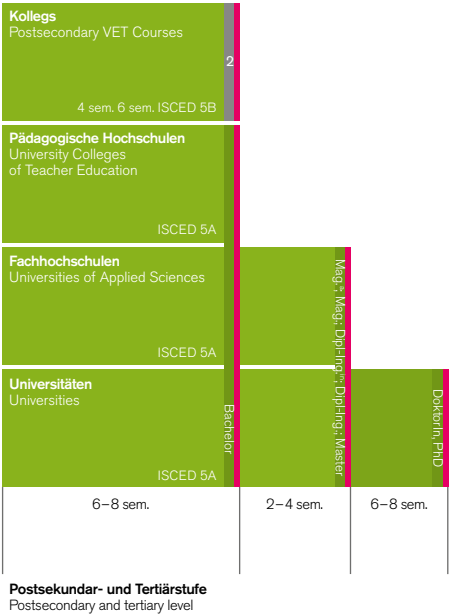 Kollegs
Postsecondary VET Courses
2
4 sem. 6 sem. ISCED 5B
Pädagogische Hochschulen
University Colleges
of Teacher Education
ISCED 5A
Fachhochschulen
Universities of Applied Sciences
ISCED 5A
Universitäten
Universities
ISCED 5A
Bachelor
Mag.ᵃ; Mag.; Dipl-Ing.ⁱⁿ; Dipl-Ing.; Master
DoktorIn, PhD
6–8 sem.
2–4 sem.
6–8 sem.
Postsekundar- und Tertiärstufe
Postsecondary and tertiary level